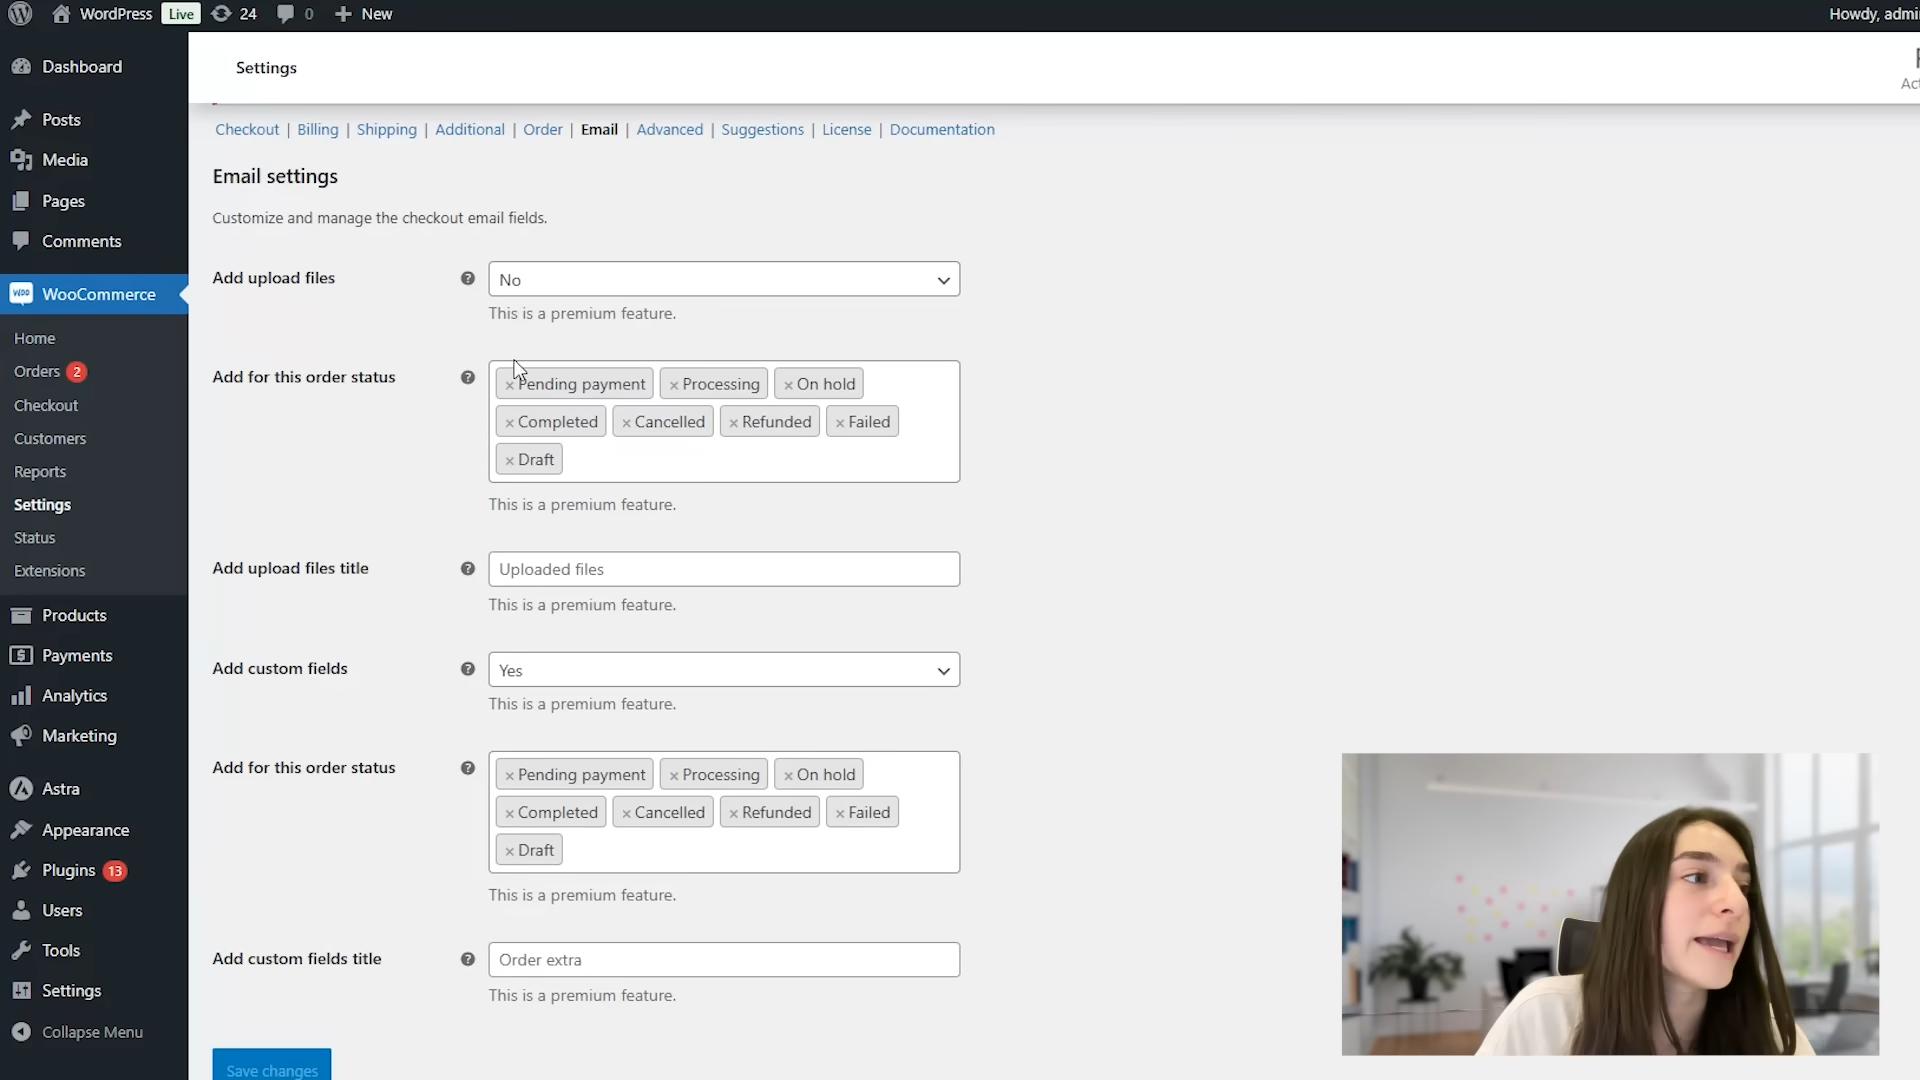 WordPress Live 24 0 New Howdy, admi
Dashboard
Posts
Media
Pages
Comments
WooCommerce
Home
Orders 2
Checkout
Customers
Reports
Settings
Status
Extensions
Products
Payments
Analytics
Marketing
Astra
Appearance
Plugins 13
Users
Tools
Settings
Collapse Menu
Settings
Act
Checkout | Billing | Shipping | Additional | Order | Email | Advanced | Suggestions | License | Documentation
Email settings
Customize and manage the checkout email fields.
Add upload files ? No
This is a premium feature.
Add for this order status ? × Pending payment × Processing × On hold
× Completed × Cancelled × Refunded × Failed
× Draft
This is a premium feature.
Add upload files title ? Uploaded files
This is a premium feature.
Add custom fields ? Yes
This is a premium feature.
Add for this order status ? × Pending payment × Processing × On hold
× Completed × Cancelled × Refunded × Failed
× Draft
This is a premium feature.
Add custom fields title ? Order extra
This is a premium feature.
Save changes